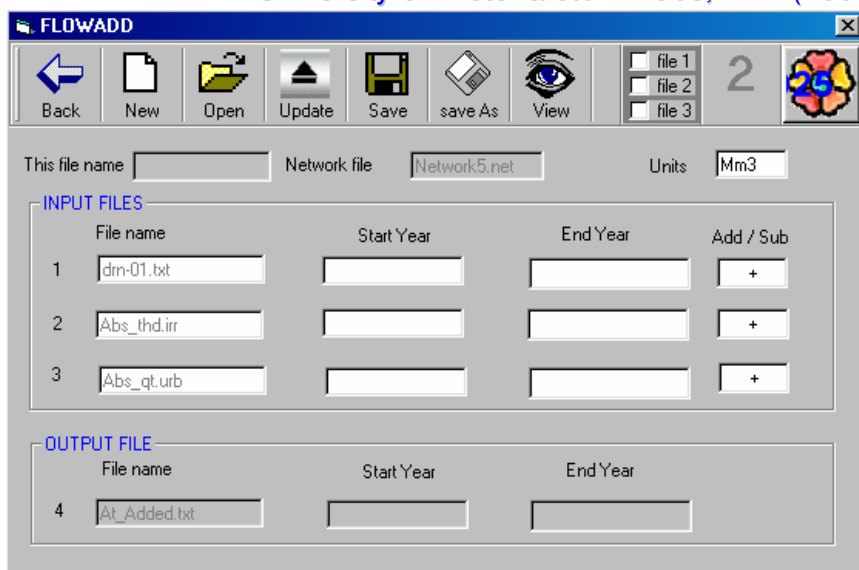 FLOWADD
file 1
file 2
file 3
2
25
Back New Open Update Save save As View
This file name Network file Network5.net Units Mm3
INPUT FILES
File name Start Year End Year Add / Sub
1 drn-01.txt +
2 Abs_thd.irr +
3 Abs_qt.urb +
OUTPUT FILE
File name Start Year End Year
4 At_Added.txt